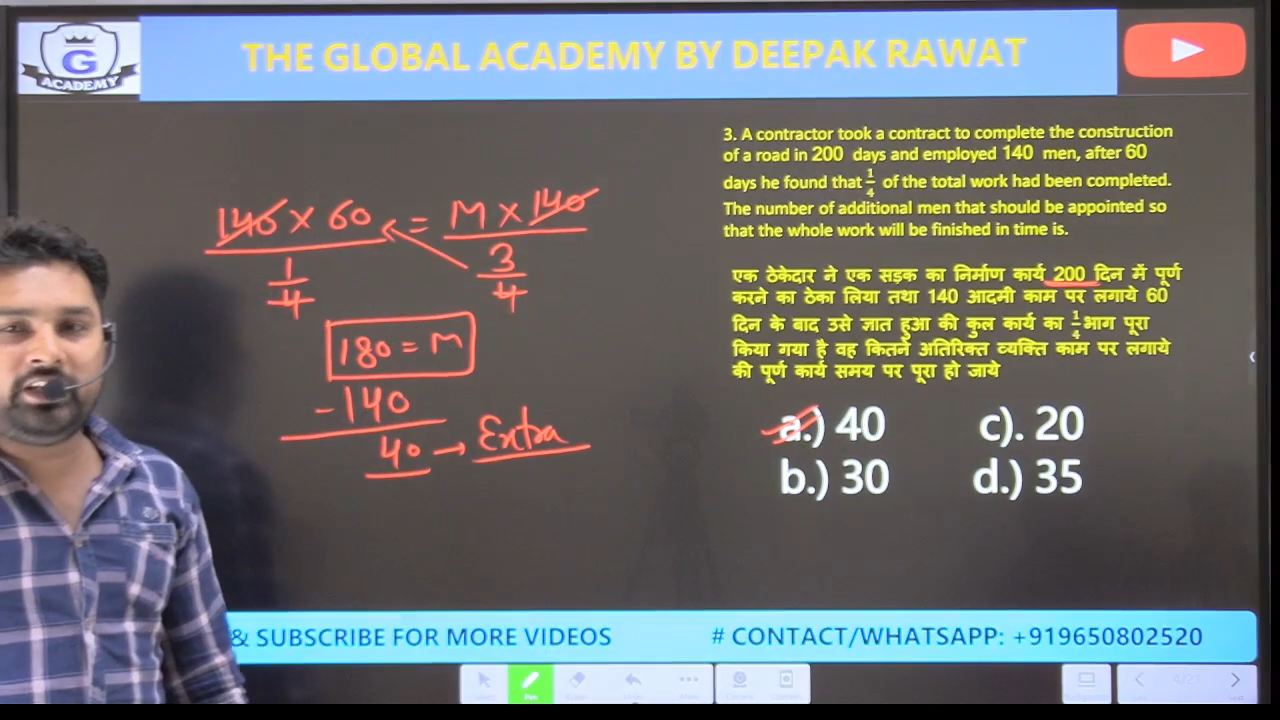 G
ACADEMY
THE GLOBAL ACADEMY BY DEEPAK RAWAT
3. A contractor took a contract to complete the construction
of a road in 200 days and employed 140 men, after 60
days he found that 1/4 of the total work had been completed.
The number of additional men that should be appointed so
that the whole work will be finished in time is.
एक ठेकेदार ने एक सड़क का निर्माण कार्य 200 दिन में पूर्ण
करने का ठेका लिया तथा 140 आदमी काम पर लगाये 60
दिन के बाद उसे ज्ञात हुआ की कुल कार्य का 1/4 भाग पूरा
किया गया है वह कितने अतिरिक्त व्यक्ति काम पर लगाये
की पूर्ण कार्य समय पर पूरा हो जाये
a.) 40 c). 20
b.) 30 d.) 35
140 × 60 = M × 140
1/4 3/4
180 = M
-140
40 → Extra
& SUBSCRIBE FOR MORE VIDEOS # CONTACT/WHATSAPP: +919650802520
Pen
4/21